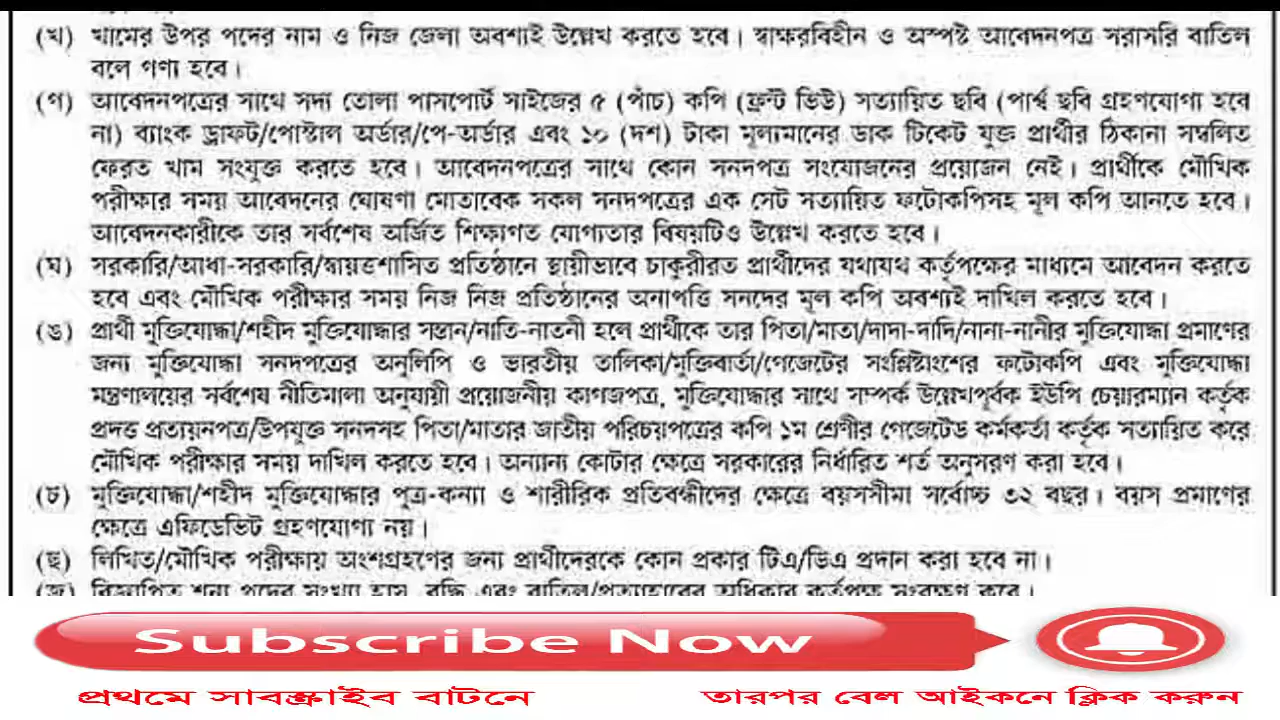 (খ) খামের উপর পদের নাম ও নিজ জেলা অবশ্যই উল্লেখ করতে হবে। স্বাক্ষরবিহীন ও অস্পষ্ট আবেদনপত্র সরাসরি বাতিল
বলে গণ্য হবে।
(গ) আবেদনপত্রের সাথে সদ্য তোলা পাসপোর্ট সাইজের ৫ (পাঁচ) কপি (ফ্রন্ট ভিউ) সত্যায়িত ছবি (পার্শ্ব ছবি গ্রহণযোগ্য হবে
না) ব্যাংক ড্রাফট/পোস্টাল অর্ডার/পে-অর্ডার এবং ১০ (দশ) টাকা মূল্যমানের ডাক টিকেট যুক্ত প্রার্থীর ঠিকানা সম্বলিত
ফেরত খাম সংযুক্ত করতে হবে। আবেদনপত্রের সাথে কোন সনদপত্র সংযোজনের প্রয়োজন নেই। প্রার্থীকে মৌখিক
পরীক্ষার সময় আবেদনের ঘোষণা মোতাবেক সকল সনদপত্রের এক সেট সত্যায়িত ফটোকপিসহ মূল কপি আনতে হবে।
আবেদনকারীকে তার সর্বশেষ অর্জিত শিক্ষাগত যোগ্যতার বিষয়টিও উল্লেখ করতে হবে।
(ঘ) সরকারি/আধা-সরকারি/স্বায়ত্তশাসিত প্রতিষ্ঠানে স্থায়ীভাবে চাকুরীরত প্রার্থীদের যথাযথ কর্তৃপক্ষের মাধ্যমে আবেদন করতে
হবে এবং মৌখিক পরীক্ষার সময় নিজ নিজ প্রতিষ্ঠানের অনাপত্তি সনদের মূল কপি অবশ্যই দাখিল করতে হবে।
(ঙ) প্রার্থী মুক্তিযোদ্ধা/শহীদ মুক্তিযোদ্ধার সন্তান/নাতি-নাতনী হলে প্রার্থীকে তার পিতা/মাতা/দাদা-দাদি/নানা-নানীর মুক্তিযোদ্ধা প্রমাণের
জন্য মুক্তিযোদ্ধা সনদপত্রের অনুলিপি ও ভারতীয় তালিকা/মুক্তিবার্তা/গেজেটের সংশ্লিষ্টাংশের ফটোকপি এবং মুক্তিযোদ্ধা
মন্ত্রণালয়ের সর্বশেষ নীতিমালা অনুযায়ী প্রয়োজনীয় কাগজপত্র, মুক্তিযোদ্ধার সাথে সম্পর্ক উল্লেখপূর্বক ইউপি চেয়ারম্যান কর্তৃক
প্রদত্ত প্রত্যয়নপত্র/উপযুক্ত সনদসহ পিতা/মাতার জাতীয় পরিচয়পত্রের কপি ১ম শ্রেণীর গেজেটেড কর্মকর্তা কর্তৃক সত্যায়িত করে
মৌখিক পরীক্ষার সময় দাখিল করতে হবে। অন্যান্য কোটার ক্ষেত্রে সরকারের নির্ধারিত শর্ত অনুসরণ করা হবে।
(চ) মুক্তিযোদ্ধা/শহীদ মুক্তিযোদ্ধার পুত্র-কন্যা ও শারীরিক প্রতিবন্ধীদের ক্ষেত্রে বয়সসীমা সর্বোচ্চ ৩২ বছর। বয়স প্রমাণের
ক্ষেত্রে এফিডেভিট গ্রহণযোগ্য নয়।
(ছ) লিখিত/মৌখিক পরীক্ষায় অংশগ্রহণের জন্য প্রার্থীদেরকে কোন প্রকার টিএ/ডিএ প্রদান করা হবে না।
(জ) বিজ্ঞাপিত শূন্য পদের সংখ্যা হ্রাস, বৃদ্ধি এবং বাতিল/প্রত্যাহারের অধিকার কর্তৃপক্ষ সংরক্ষণ করে।
Subscribe Now
প্রথমে সাবস্ক্রাইব বাটনে তারপর বেল আইকনে ক্লিক করুন